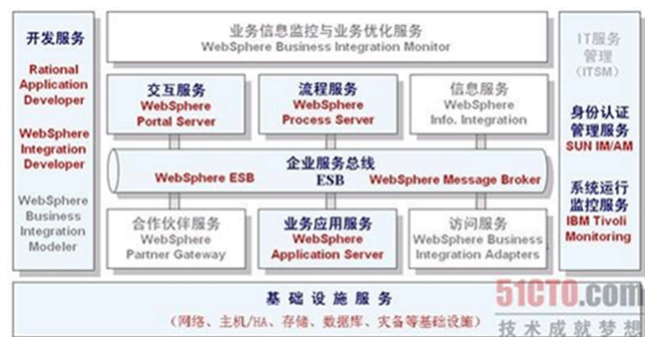 开发服务
Rational
Application
Developer
WebSphere
Integration
Developer
WebSphere
Business
Integration
Modeler
业务信息监控与业务优化服务
WebSphere Business Integration Monitor
交互服务
WebSphere
Portal Server
流程服务
WebSphere
Process Server
信息服务
WebSphere
Info. Integration
企业服务总线
ESB
WebSphere ESB
WebSphere Message Broker
合作伙伴服务
WebSphere
Partner Gateway
业务应用服务
WebSphere
Application Server
访问服务
WebSphere Business
Integration Adapters
IT服务
管理
(ITSM)
身份认证
管理服务
SUN IM/AM
系统运行
监控服务
IBM Tivoli
Monitoring
基础设施服务
(网络、主机/HA、存储、数据库、灾备等基础设施)
51CTO.com
技术成就梦想